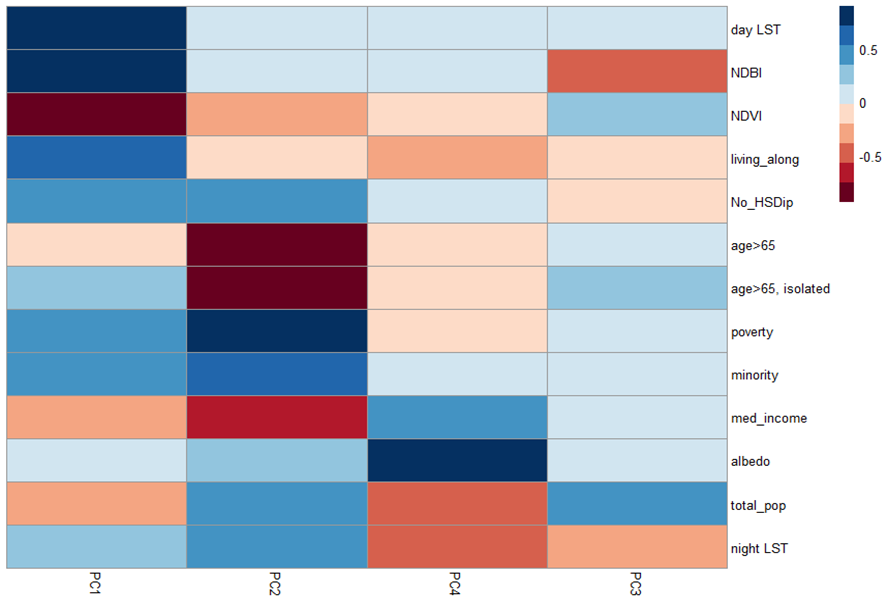 day LST
0.5
NDBI
0
NDVI
-0.5
living_along
No_HSDip
age>65
age>65, isolated
poverty
minority
med_income
albedo
total_pop
night LST
PC1
PC2
PC4
PC3